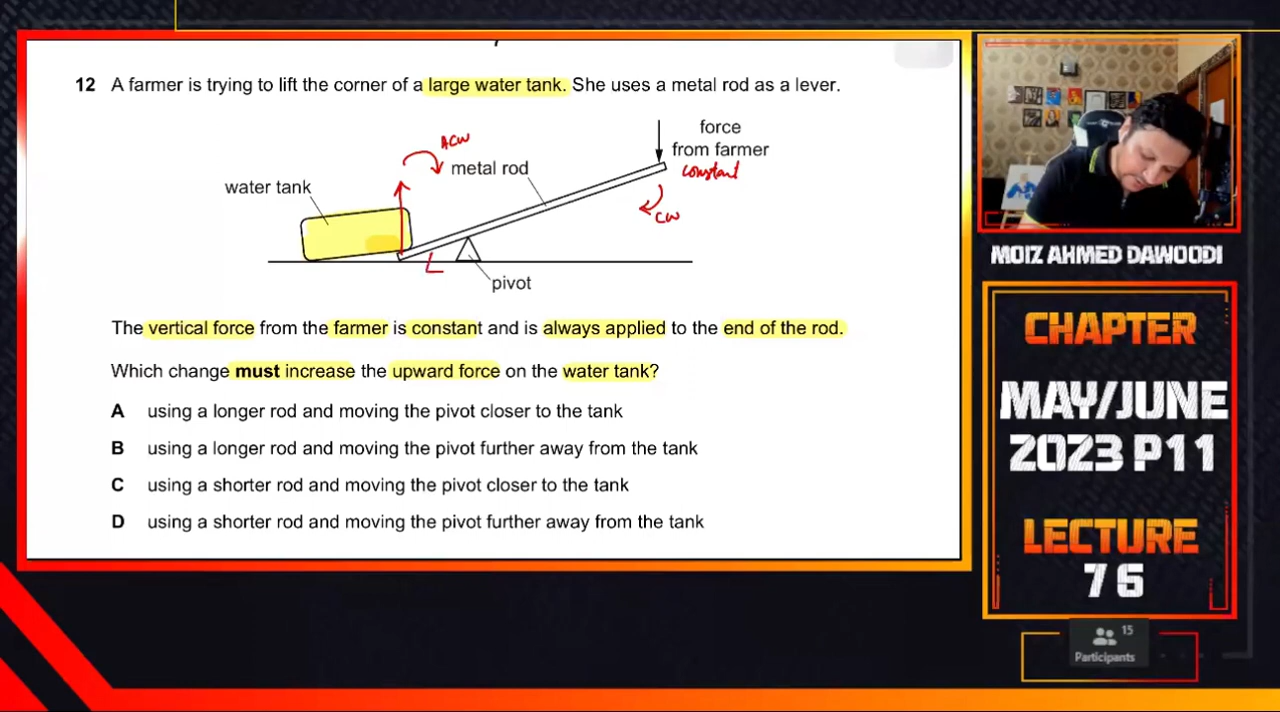 12 A farmer is trying to lift the corner of a large water tank. She uses a metal rod as a lever.
force
from farmer
constant
ACW
metal rod
water tank
CW
L
pivot
The vertical force from the farmer is constant and is always applied to the end of the rod.
Which change must increase the upward force on the water tank?
A using a longer rod and moving the pivot closer to the tank
B using a longer rod and moving the pivot further away from the tank
C using a shorter rod and moving the pivot closer to the tank
D using a shorter rod and moving the pivot further away from the tank
MOIZ AHMED DAWOODI
CHAPTER
MAY/JUNE
2023 P11
LECTURE
76
15
Participants